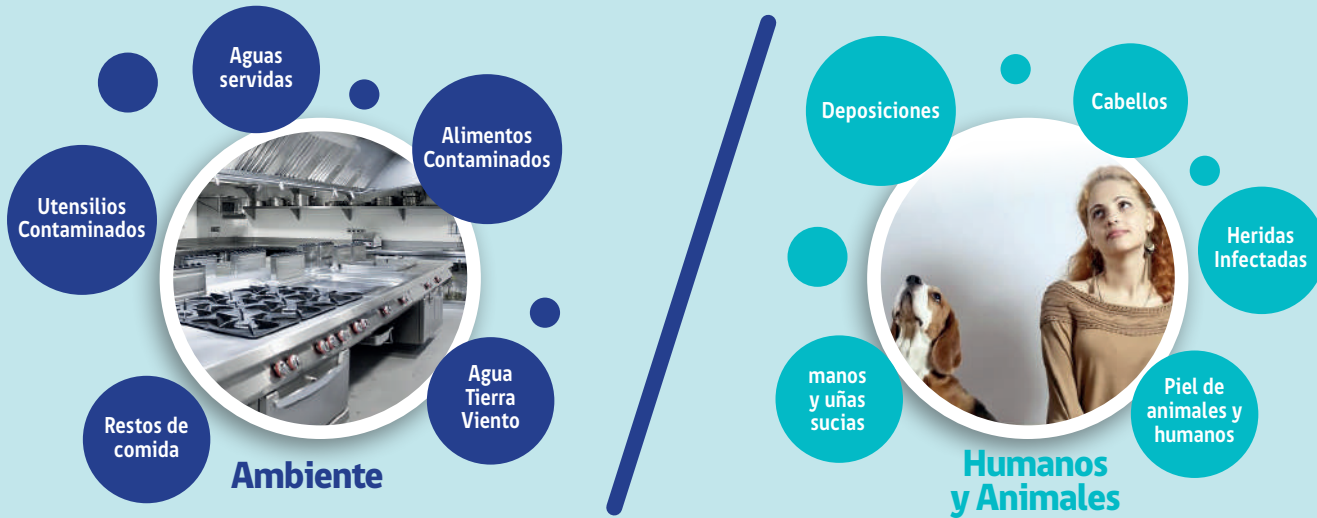 Aguas
servidas
Alimentos
Contaminados
Utensilios
Contaminados
Agua
Tierra
Viento
Restos de
comida
Ambiente
Deposiciones
Cabellos
Heridas
Infectadas
manos
y uñas
sucias
Piel de
animales y
humanos
Humanos
y Animales